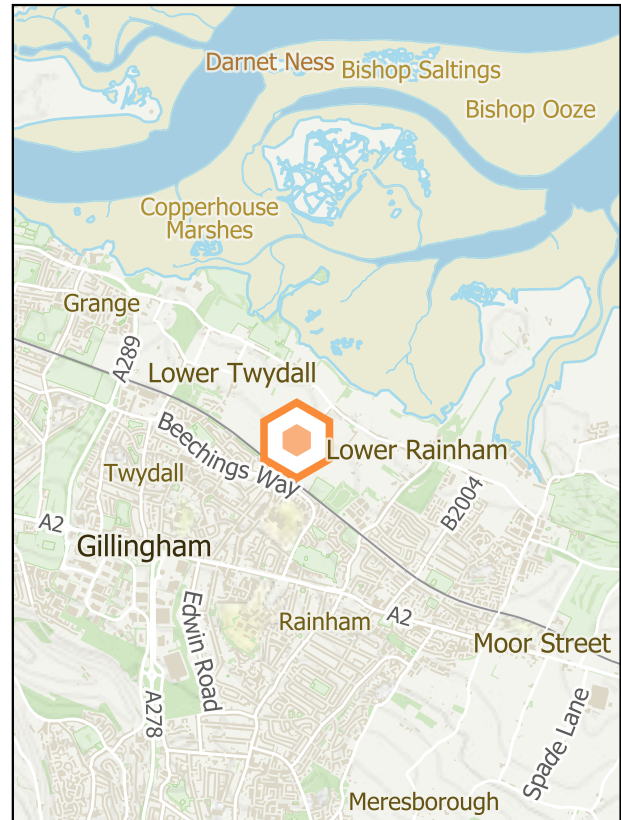 Darnet Ness
Bishop Saltings
Bishop Ooze
Copperhouse
Marshes
Grange
A289
Lower Twydall
Beechings Way
Lower Rainham
Twydall
B2004
A2
Gillingham
Edwin Road
Rainham
A2
Moor Street
A278
Spade Lane
Meresborough